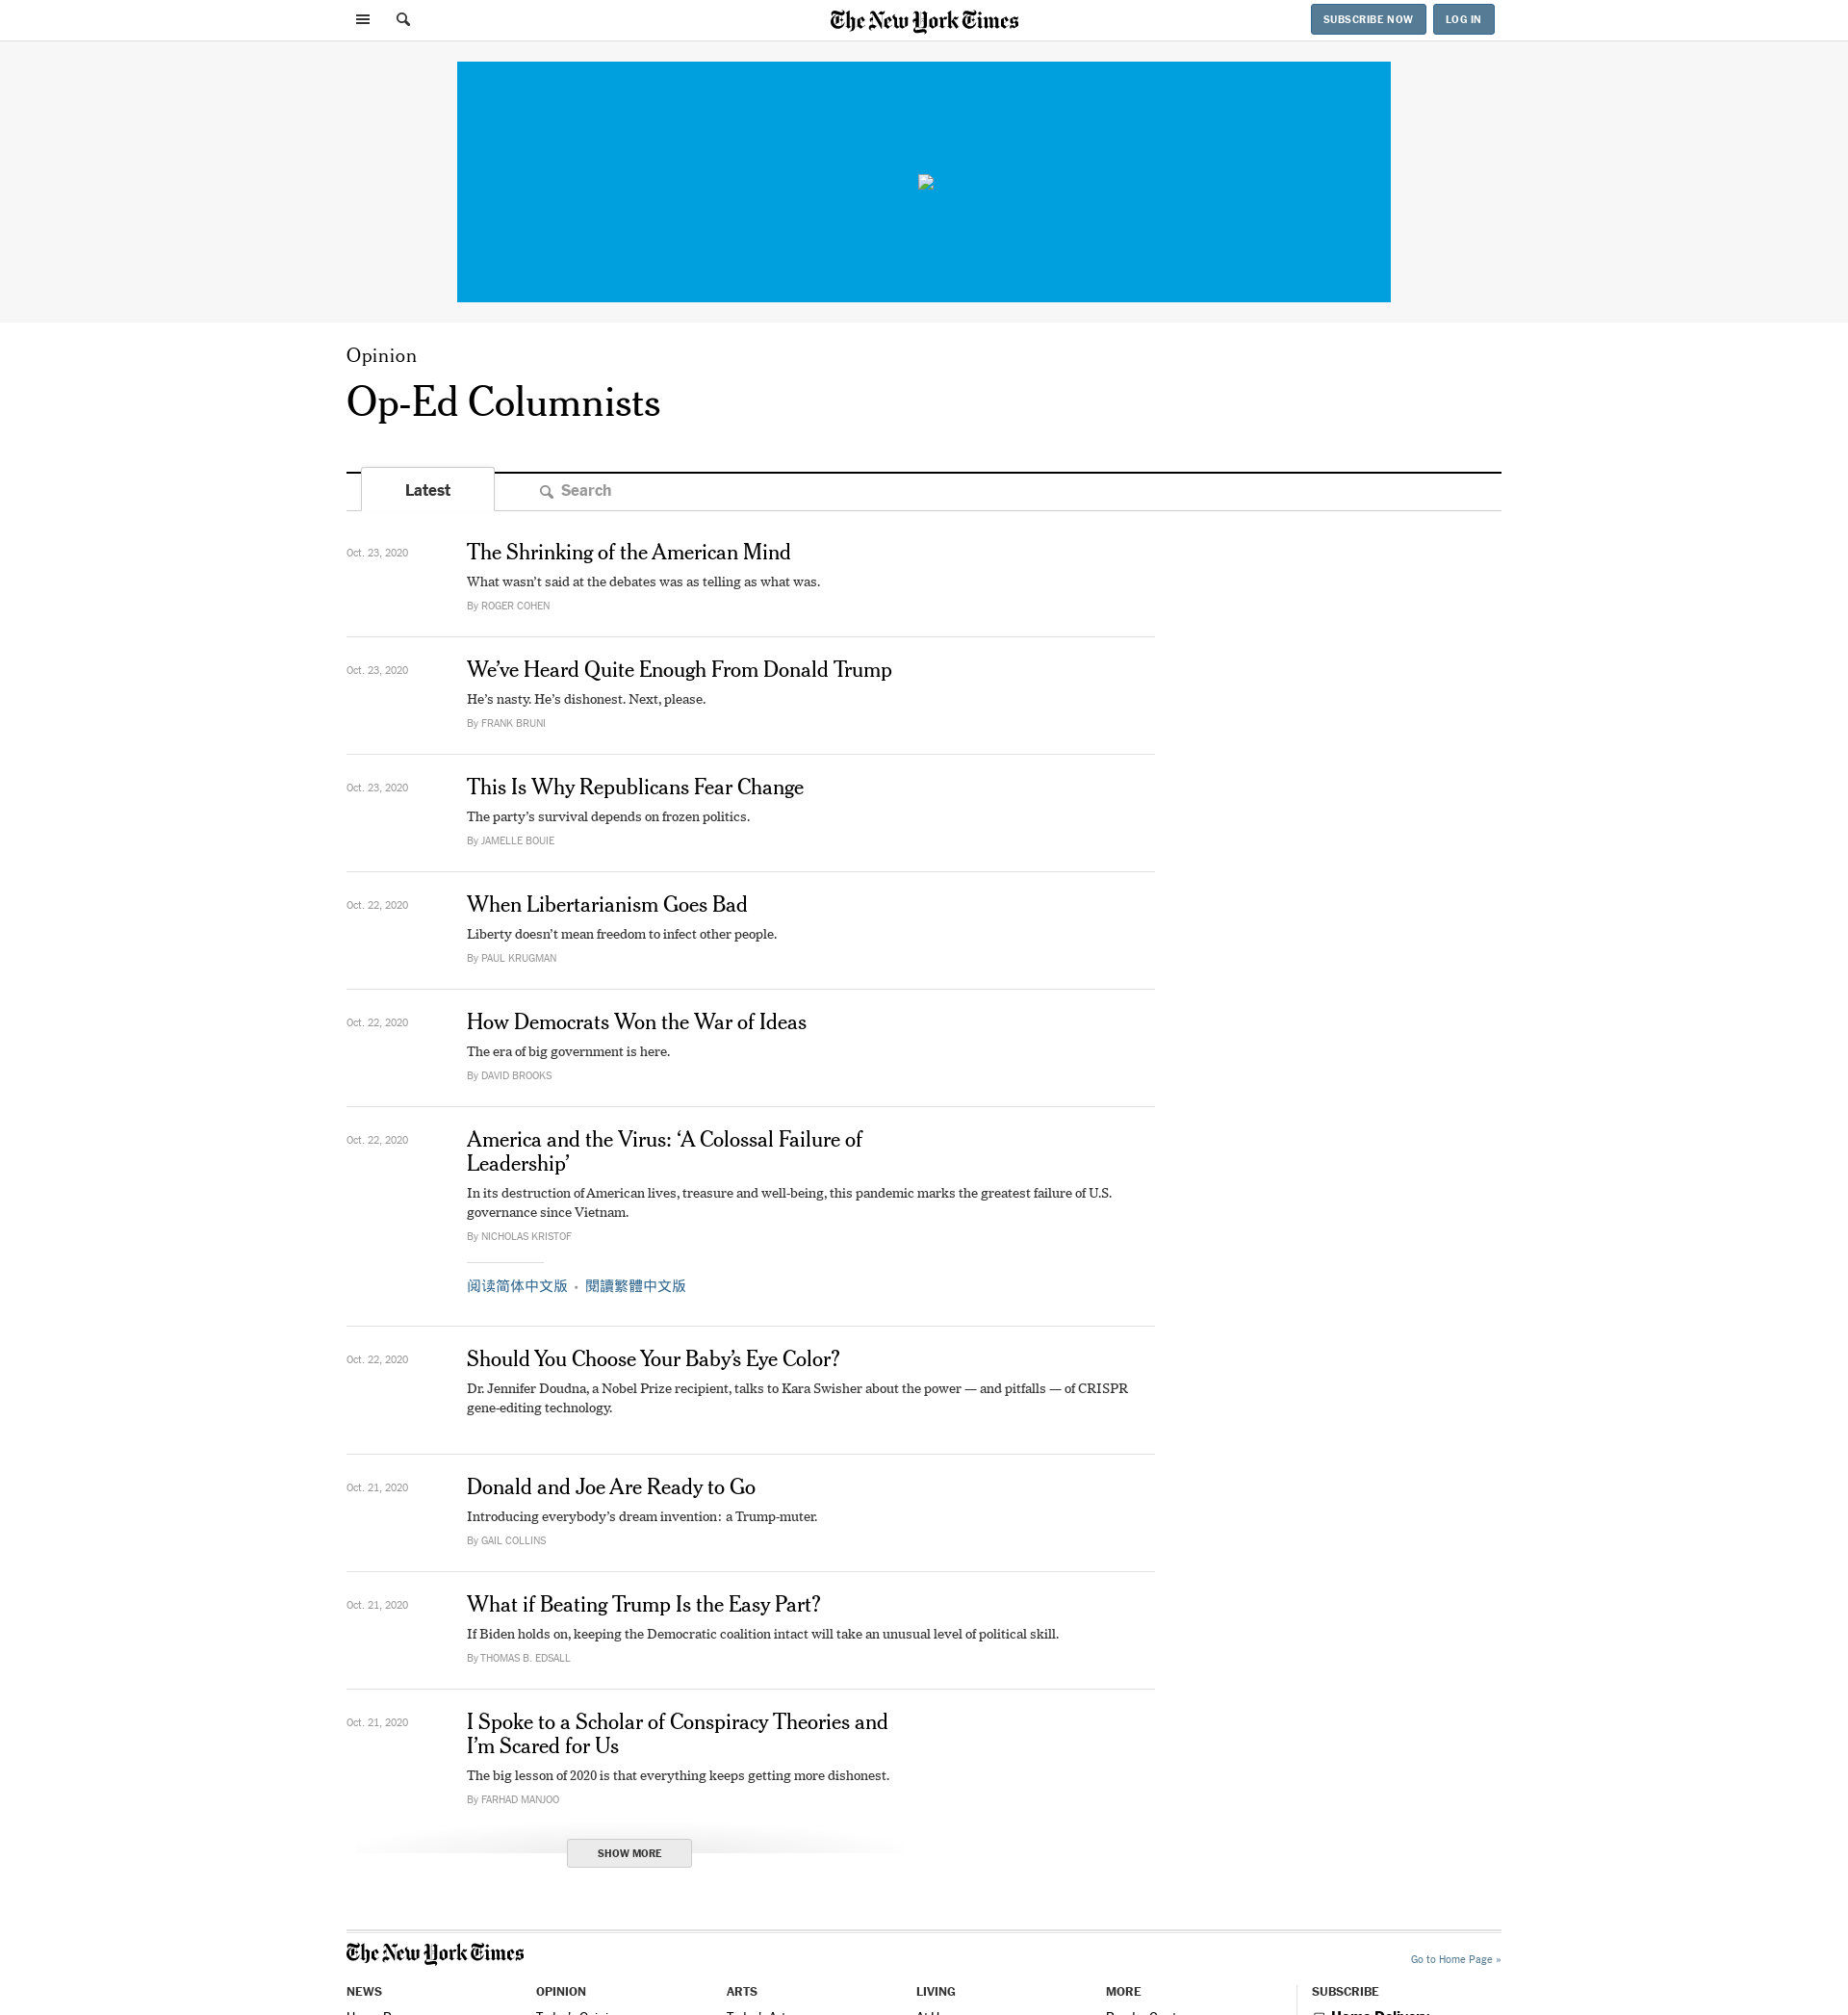 The New York Times
SUBSCRIBE NOW
LOG IN
Opinion
Op-Ed Columnists
Latest
Search
Oct. 23, 2020
The Shrinking of the American Mind
What wasn’t said at the debates was as telling as what was.
By ROGER COHEN
Oct. 23, 2020
We’ve Heard Quite Enough From Donald Trump
He’s nasty. He’s dishonest. Next, please.
By FRANK BRUNI
Oct. 23, 2020
This Is Why Republicans Fear Change
The party’s survival depends on frozen politics.
By JAMELLE BOUIE
Oct. 22, 2020
When Libertarianism Goes Bad
Liberty doesn’t mean freedom to infect other people.
By PAUL KRUGMAN
Oct. 22, 2020
How Democrats Won the War of Ideas
The era of big government is here.
By DAVID BROOKS
Oct. 22, 2020
America and the Virus: ‘A Colossal Failure of
Leadership’
In its destruction of American lives, treasure and well-being, this pandemic marks the greatest failure of U.S.
governance since Vietnam.
By NICHOLAS KRISTOF
阅读简体中文版 • 閱讀繁體中文版
Oct. 22, 2020
Should You Choose Your Baby’s Eye Color?
Dr. Jennifer Doudna, a Nobel Prize recipient, talks to Kara Swisher about the power — and pitfalls — of CRISPR
gene-editing technology.
Oct. 21, 2020
Donald and Joe Are Ready to Go
Introducing everybody’s dream invention: a Trump-muter.
By GAIL COLLINS
Oct. 21, 2020
What if Beating Trump Is the Easy Part?
If Biden holds on, keeping the Democratic coalition intact will take an unusual level of political skill.
By THOMAS B. EDSALL
Oct. 21, 2020
I Spoke to a Scholar of Conspiracy Theories and
I’m Scared for Us
The big lesson of 2020 is that everything keeps getting more dishonest.
By FARHAD MANJOO
SHOW MORE
The New York Times
Go to Home Page »
NEWS
OPINION
ARTS
LIVING
MORE
SUBSCRIBE
Home Delivery